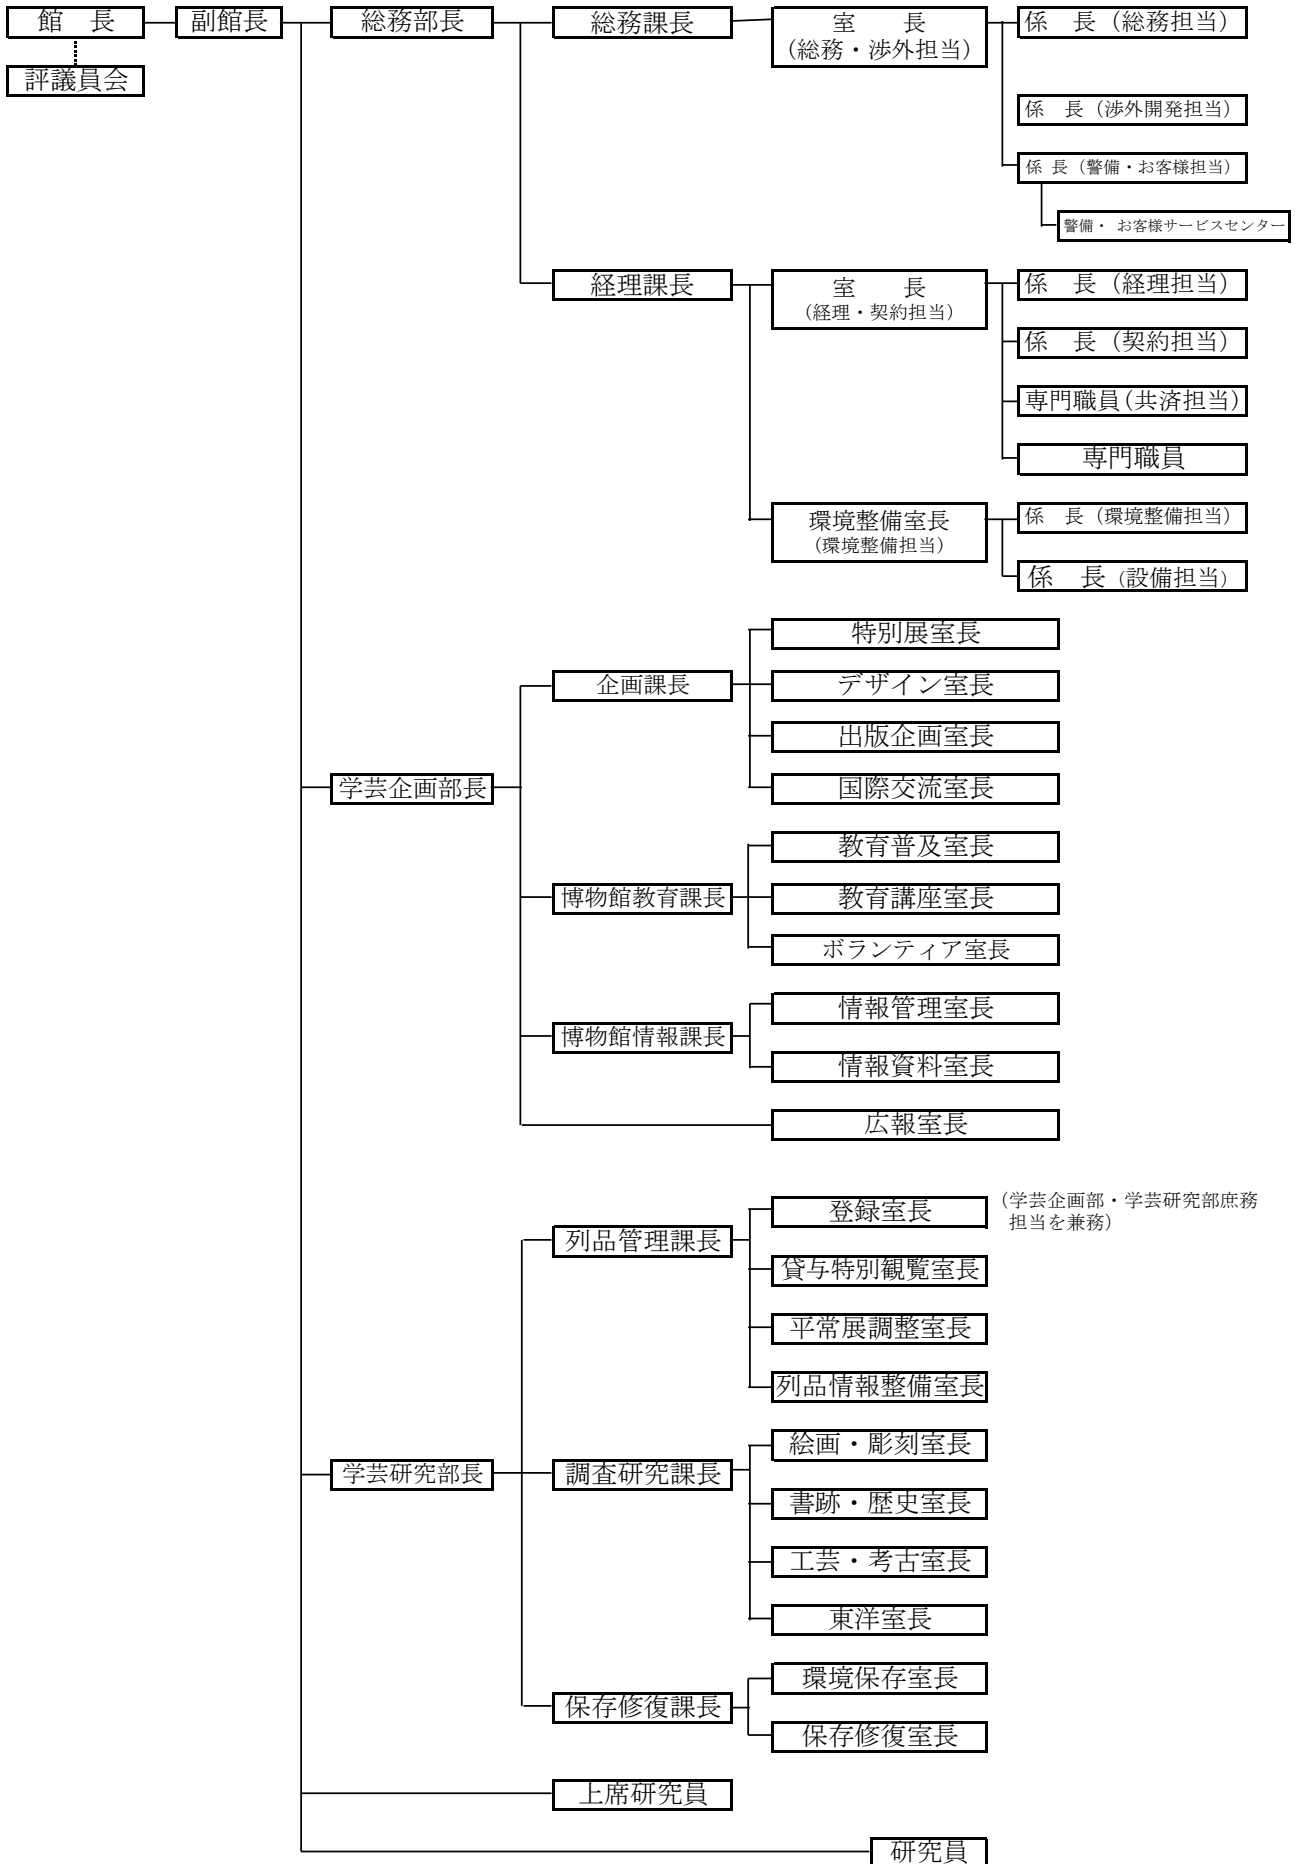 館　長
副館長
総務部長
総務課長
室　　長
（総務・渉外担当）
係　長（総務担当）
評議員会
係　長（渉外開発担当）
係 長（警備・お客様担当）
警備・ お客様サービスセンター
経理課長
室　　長
（経理・契約担当）
係　長（経理担当）
係　長（契約担当）
専門職員（共済担当）
専門職員
環境整備室長
（環境整備担当）
係　長（環境整備担当）
係　長（設備担当）
特別展室長
企画課長
デザイン室長
出版企画室長
学芸企画部長
国際交流室長
教育普及室長
博物館教育課長
教育講座室長
ボランティア室長
情報管理室長
博物館情報課長
情報資料室長
広報室長
登録室長
（学芸企画部・学芸研究部庶務
担当を兼務）
列品管理課長
貸与特別観覧室長
平常展調整室長
列品情報整備室長
絵画・彫刻室長
学芸研究部長
調査研究課長
書跡・歴史室長
工芸・考古室長
東洋室長
環境保存室長
保存修復課長
保存修復室長
上席研究員
研究員